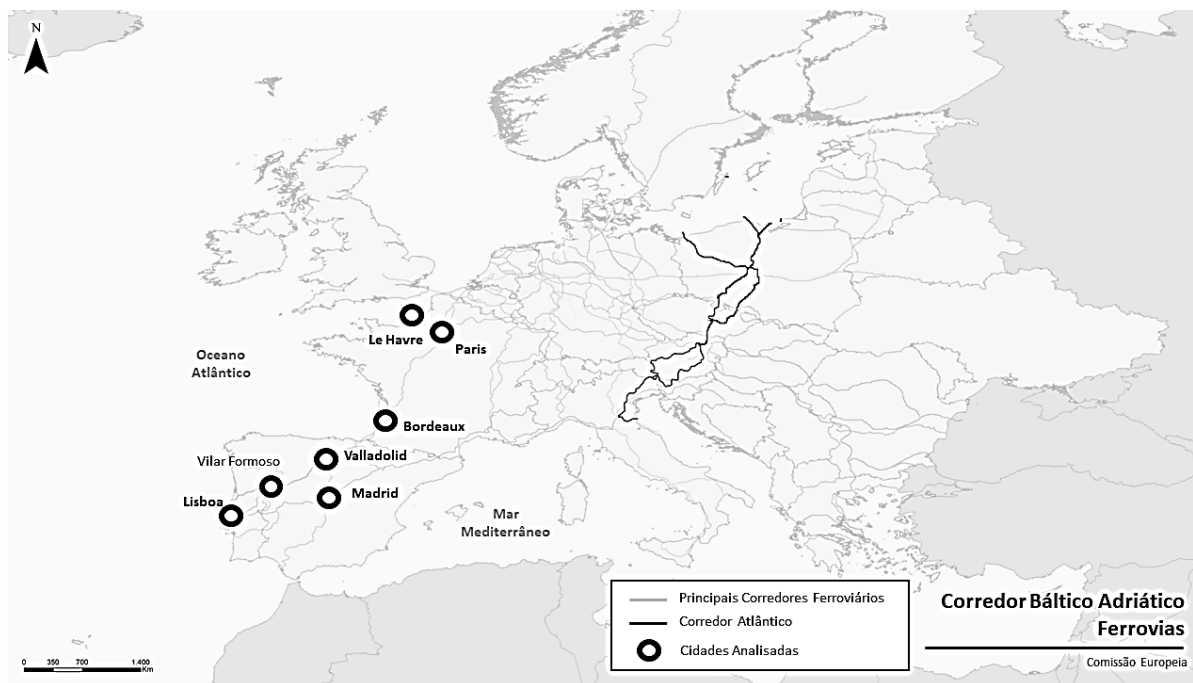 N
Le Havre
Paris
Oceano
Atlântico
Bordeaux
Valladolid
Vilar Formoso
Madrid
Lisboa
Mar
Mediterrâneo
Principais Corredores Ferroviários
Corredor Atlântico
Cidades Analisadas
Corredor Báltico Adriático
Ferrovias
Comissão Europeia
0 350 700 1.400
Km